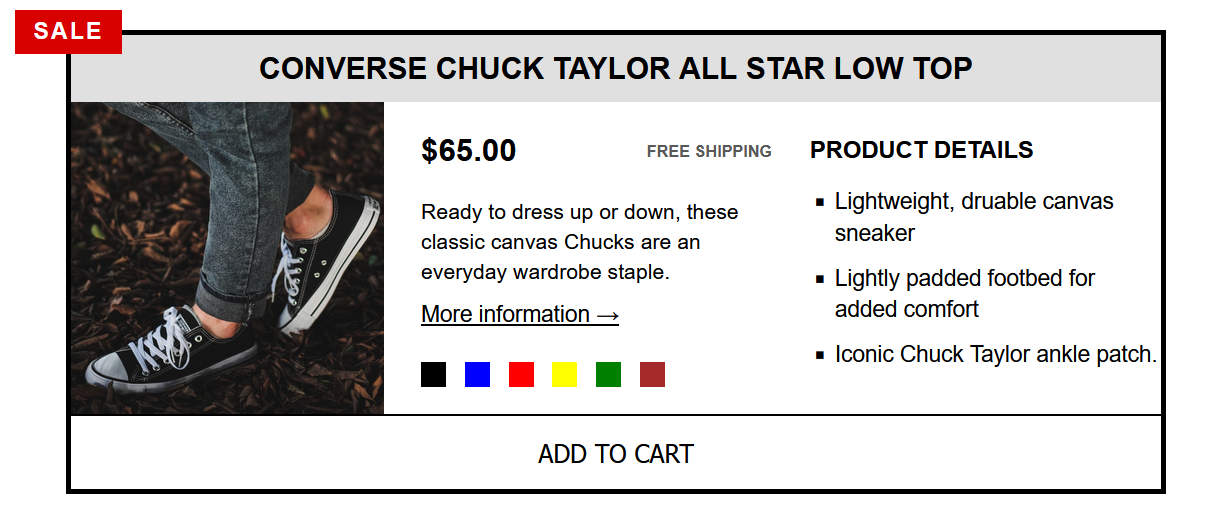 SALE
CONVERSE CHUCK TAYLOR ALL STAR LOW TOP
$65.00
FREE SHIPPING
Ready to dress up or down, these
classic canvas Chucks are an
everyday wardrobe staple.
More information →
PRODUCT DETAILS
▪ Lightweight, druable canvas
sneaker
▪ Lightly padded footbed for
added comfort
▪ Iconic Chuck Taylor ankle patch.
ADD TO CART